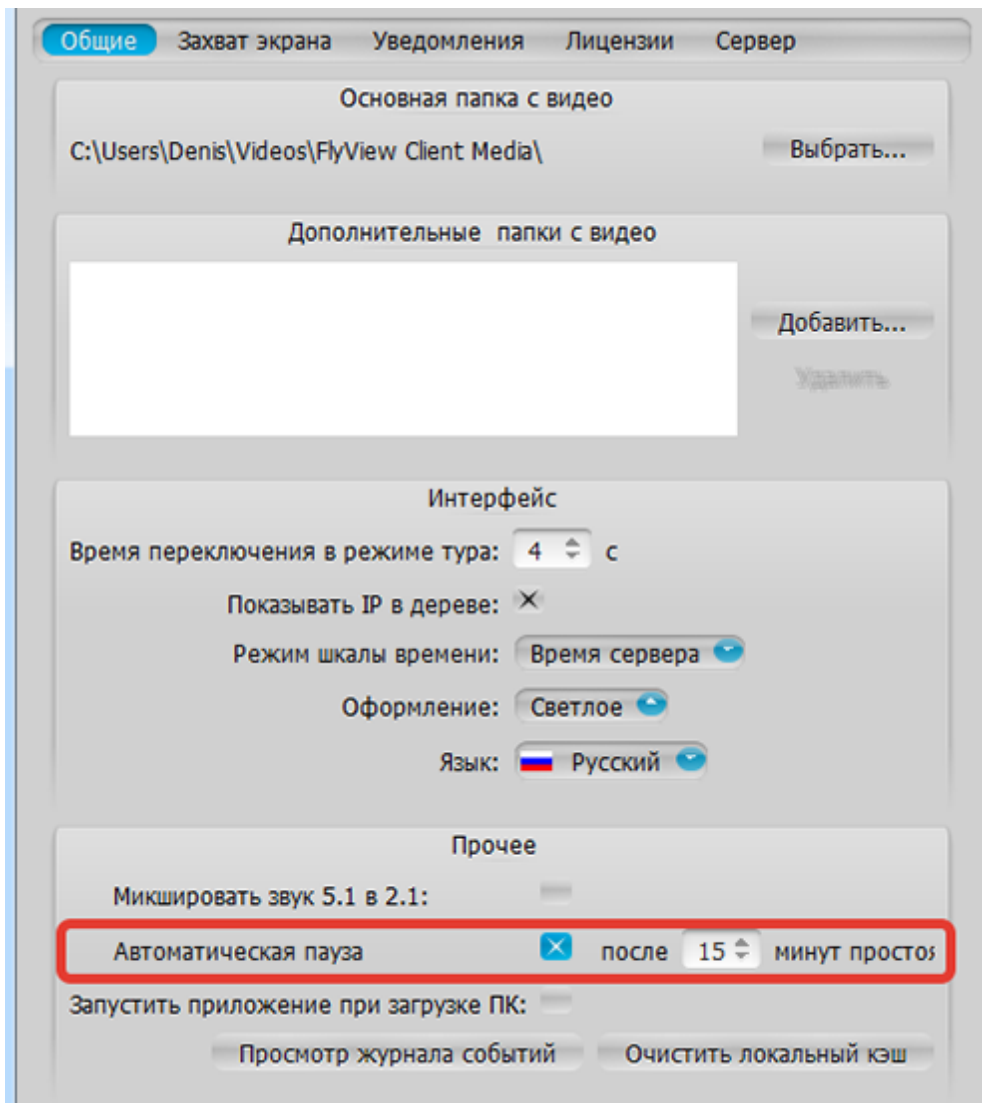 Общие Захват экрана Уведомления Лицензии Сервер
Основная папка с видео
C:\Users\Denis\Videos\FlyView Client Media\ Выбрать...
Дополнительные папки с видео
Добавить...
Удалить
Интерфейс
Время переключения в режиме тура: 4 с
Показывать IP в дереве:
Режим шкалы времени: Время сервера
Оформление: Светлое
Язык: Русский
Прочее
Микшировать звук 5.1 в 2.1:
Автоматическая пауза после 15 минут простоя
Запустить приложение при загрузке ПК:
Просмотр журнала событий Очистить локальный кэш